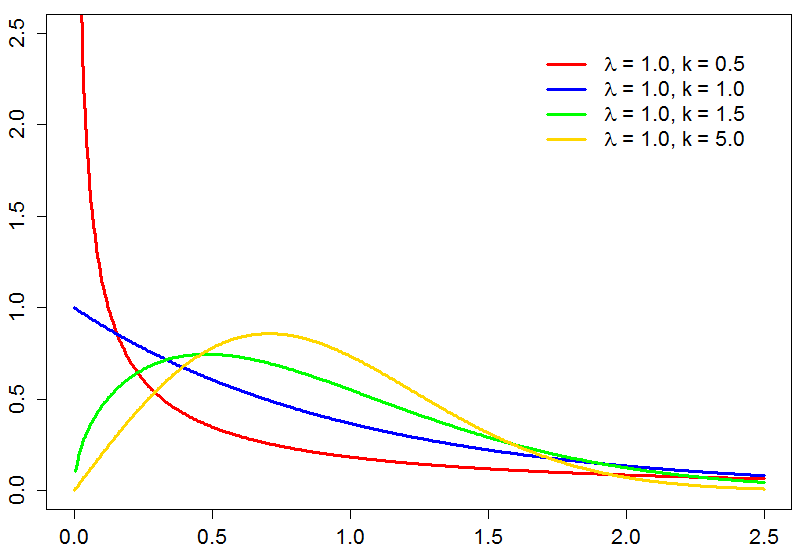 λ = 1.0, k = 0.5
λ = 1.0, k = 1.0
λ = 1.0, k = 1.5
λ = 1.0, k = 5.0
2.5
2.0
1.5
1.0
0.5
0.0
0.0 0.5 1.0 1.5 2.0 2.5